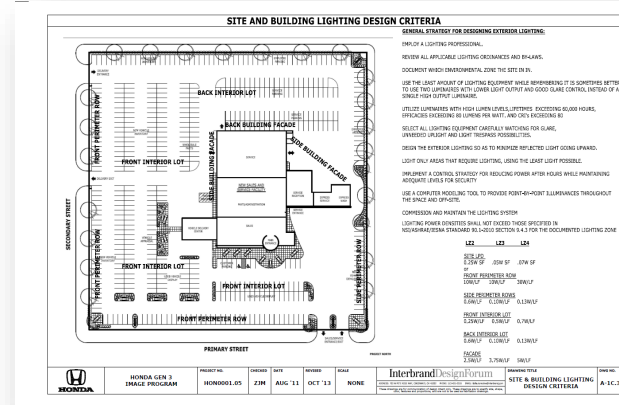 SITE AND BUILDING LIGHTING DESIGN CRITERIA
GENERAL STRATEGY FOR DESIGNING EXTERIOR LIGHTING:
EMPLOY A LIGHTING PROFESSIONAL.
REVIEW ALL APPLICABLE LIGHTING ORDINANCES AND BY-LAWS.
DOCUMENT WHICH ENVIRONMENTAL ZONE THE SITE IN IN.
USE THE LEAST AMOUNT OF LIGHTING EQUIPMENT WHILE REMEMBERING IT IS SOMETIMES BETTER
TO USE TWO LUMINAIRES WITH LOWER LIGHT OUTPUT AND GOOD GLARE CONTROL INSTEAD OF A
SINGLE HIGH OUTPUT LUMINAIRE.
UTILIZE LUMINAIRES WITH HIGH LUMEN LEVELS, LIFETIMES EXCEEDING 60,000 HOURS,
EFFICACIES EXCEEDING 80 LUMENS PER WATT, AND CRI's EXCEEDING 80
SELECT ALL LIGHTING EQUIPMENT CAREFULLY WATCHING FOR GLARE,
UNNEEDED UPLIGHT AND LIGHT TRESPASS POSSIBILITIES.
DEIGN THE EXTERIOR LIGHTING SO AS TO MINIMIZE REFLECTED LIGHT GOING UPWARD.
LIGHT ONLY AREAS THAT REQUIRE LIGHTING, USING THE LEAST LIGHT POSSIBLE.
IMPLEMENT A CONTROL STRATEGY FOR REDUCING POWER AFTER HOURS WHILE MAINTAINING
ADEQUATE LEVELS FOR SECURITY
USE A COMPUTER MODELING TOOL TO PROVIDE POINT-BY-POINT ILLUMINANCES THROUGHOUT
THE SPACE AND OFF-SITE.
COMMISSION AND MAINTAIN THE LIGHTING SYSTEM
LIGHTING POWER DENSITIES SHALL NOT EXCEED THOSE SPECIFIED IN
NSI/ASHRAE/IESNA STANDARD 90.1-2010 SECTION 9.4.3 FOR THE DOCUMENTED LIGHTING ZONE
LZ2 LZ3 LZ4
SITE LPD
0.25W SF .05W SF .07W SF
or
FRONT PERIMETER ROW
10W/LF 10W/LF 30W/LF
SIDE PERIMETER ROWS
0.6W/LF 0.10W/LF 0.13W/LF
FRONT INTERIOR LOT
0.25W/LF 0.5W/LF 0.7W/LF
BACK INTERIOR LOT
0.6W/LF 0.10W/LF 0.13W/LF
FACADE
2.5W/LF 3.75W/LF 5W/LF
BACK INTERIOR LOT
BACK BUILDING FACADE
SIDE BUILDING FACADE
SIDE BUILDING FACADE
FRONT PERIMETER ROW
FRONT INTERIOR LOT
NEW SALES AND
SERVICE FACILITY
SECONDARY STREET
FRONT PERIMETER ROW
FRONT INTERIOR LOT
FRONT INTERIOR LOT
SIDE PERIMETER ROW
FRONT PERIMETER ROW
PRIMARY STREET
PROJECT NORTH
HONDA
HONDA GEN 3
IMAGE PROGRAM
PROJECT NO.
HON0001.05
CHECKED
ZJM
DATE
AUG '11
REVISED
OCT '13
SCALE
NONE
InterbrandDesignForum
DRAWING TITLE
SITE & BUILDING LIGHTING
DESIGN CRITERIA
DWG NO.